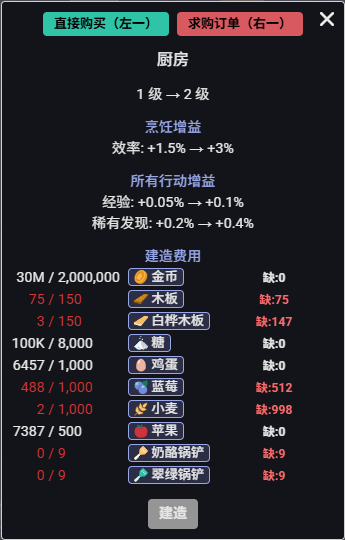 直接购买（左一） 求购订单（右一）
厨房
1 级 → 2 级
烹饪增益
效率: +1.5% → +3%
所有行动增益
经验: +0.05% → +0.1%
稀有发现: +0.2% → +0.4%
建造费用
30M / 2,000,000 金币 缺:0
75 / 150 木板 缺:75
3 / 150 白桦木板 缺:147
100K / 8,000 糖 缺:0
6457 / 1,000 鸡蛋 缺:0
488 / 1,000 蓝莓 缺:512
2 / 1,000 小麦 缺:998
7387 / 500 苹果 缺:0
0 / 9 奶酪锅铲 缺:9
0 / 9 翠绿锅铲 缺:9
建造